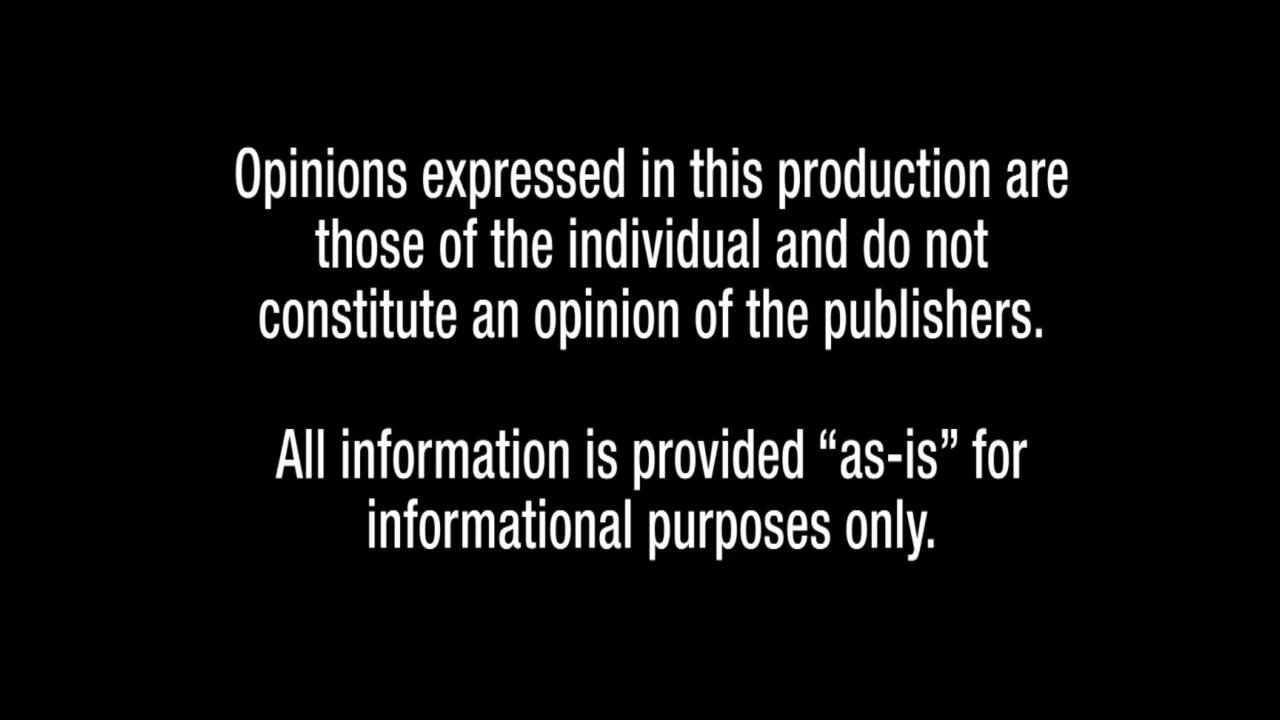 Opinions expressed in this production are
those of the individual and do not
constitute an opinion of the publishers.
All information is provided “as-is” for
informational purposes only.